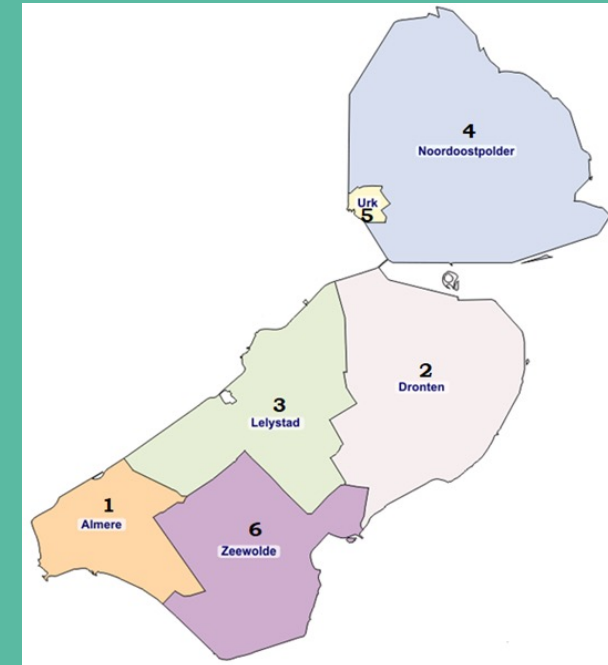 4
Noordoostpolder
Urk
5
2
Dronten
3
Lelystad
1
Almere
6
Zeewolde